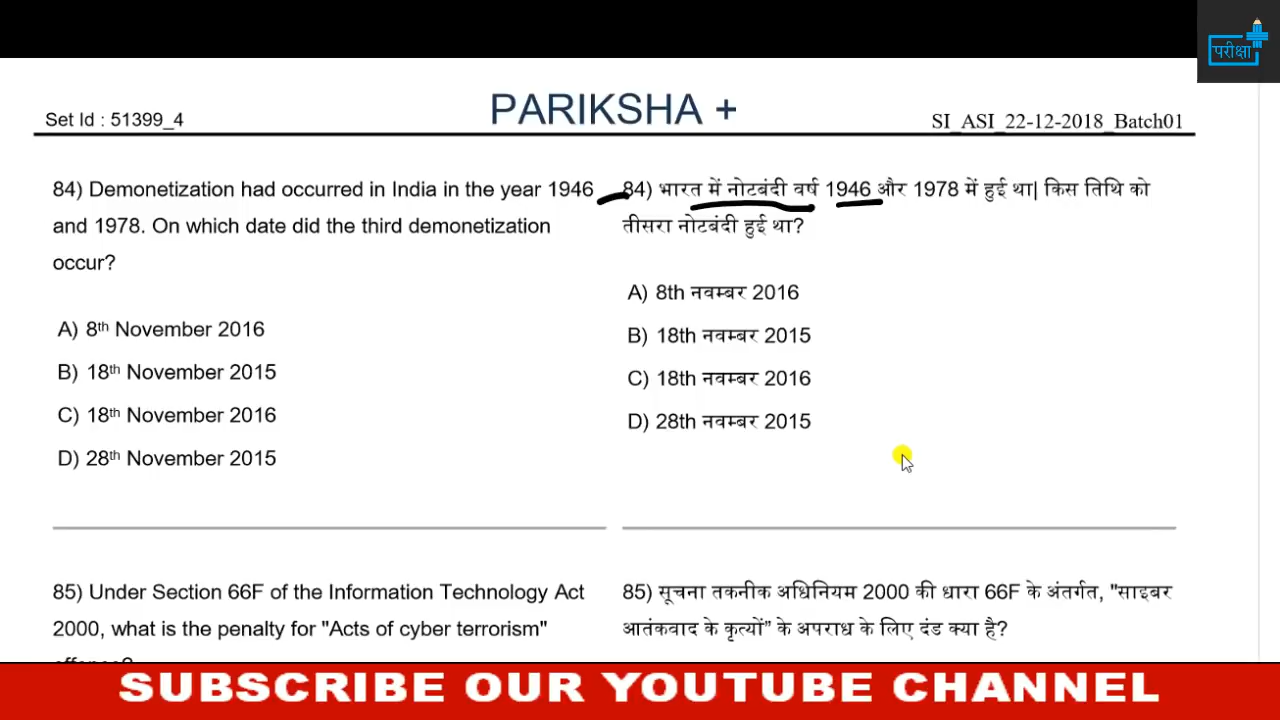 परीक्षा
PARIKSHA +
Set Id : 51399_4
SI_ASI_22-12-2018_Batch01
84) Demonetization had occurred in India in the year 1946
and 1978. On which date did the third demonetization
occur?
A) 8th November 2016
B) 18th November 2015
C) 18th November 2016
D) 28th November 2015
84) भारत में नोटबंदी वर्ष 1946 और 1978 में हुई था| किस तिथि को
तीसरा नोटबंदी हुई था?
A) 8th नवम्बर 2016
B) 18th नवम्बर 2015
C) 18th नवम्बर 2016
D) 28th नवम्बर 2015
85) Under Section 66F of the Information Technology Act
2000, what is the penalty for "Acts of cyber terrorism"
offence?
85) सूचना तकनीक अधिनियम 2000 की धारा 66F के अंतर्गत, "साइबर
आतंकवाद के कृत्यों" के अपराध के लिए दंड क्या है?
SUBSCRIBE OUR YOUTUBE CHANNEL